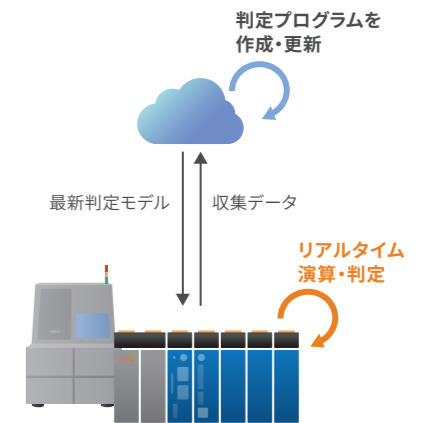 判定プログラムを
作成・更新
最新判定モデル
収集データ
リアルタイム
演算・判定